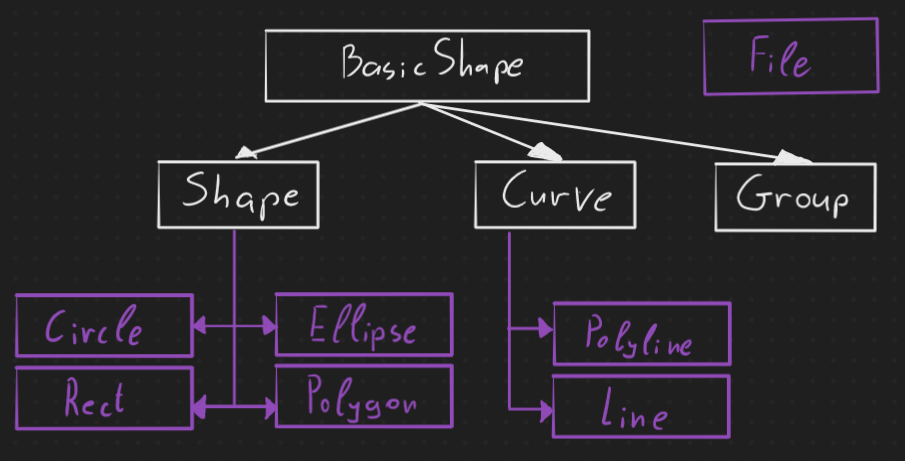 BasicShape
File
Shape
Curve
Group
Circle
Ellipse
Polyline
Rect
Polygon
Line